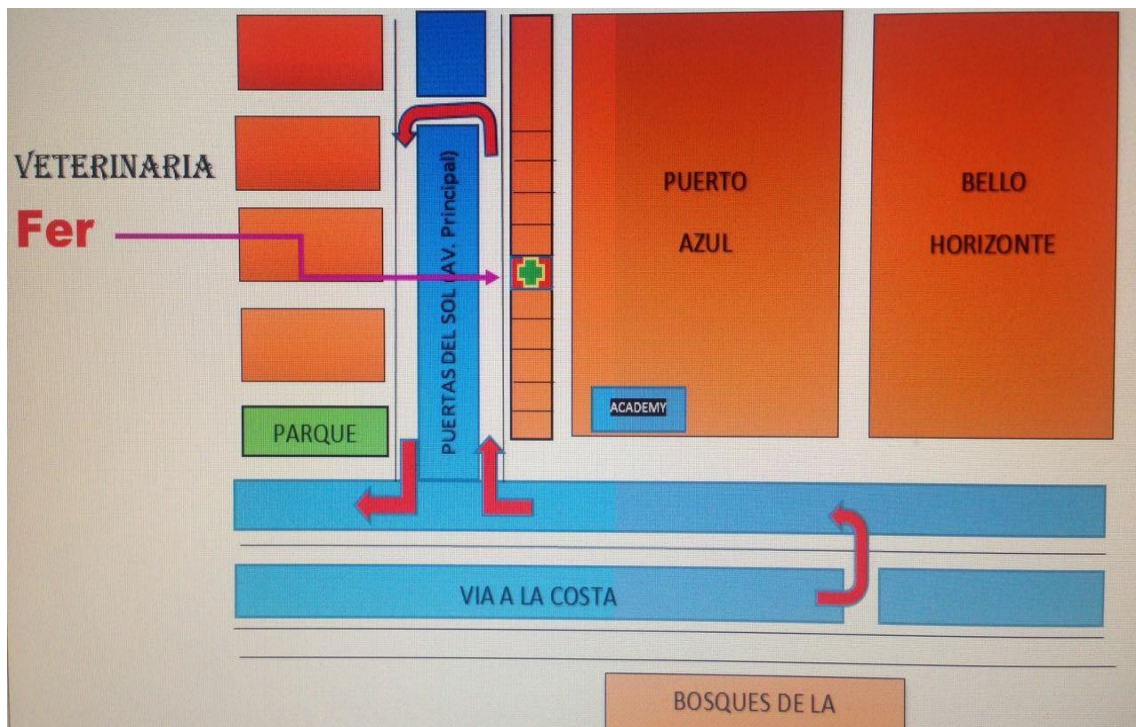 VETERINARIA
Fer
PUERTAS DEL SOL (AV. Principal)
PUERTO
AZUL
BELLO
HORIZONTE
ACADEMY
PARQUE
VIA A LA COSTA
BOSQUES DE LA